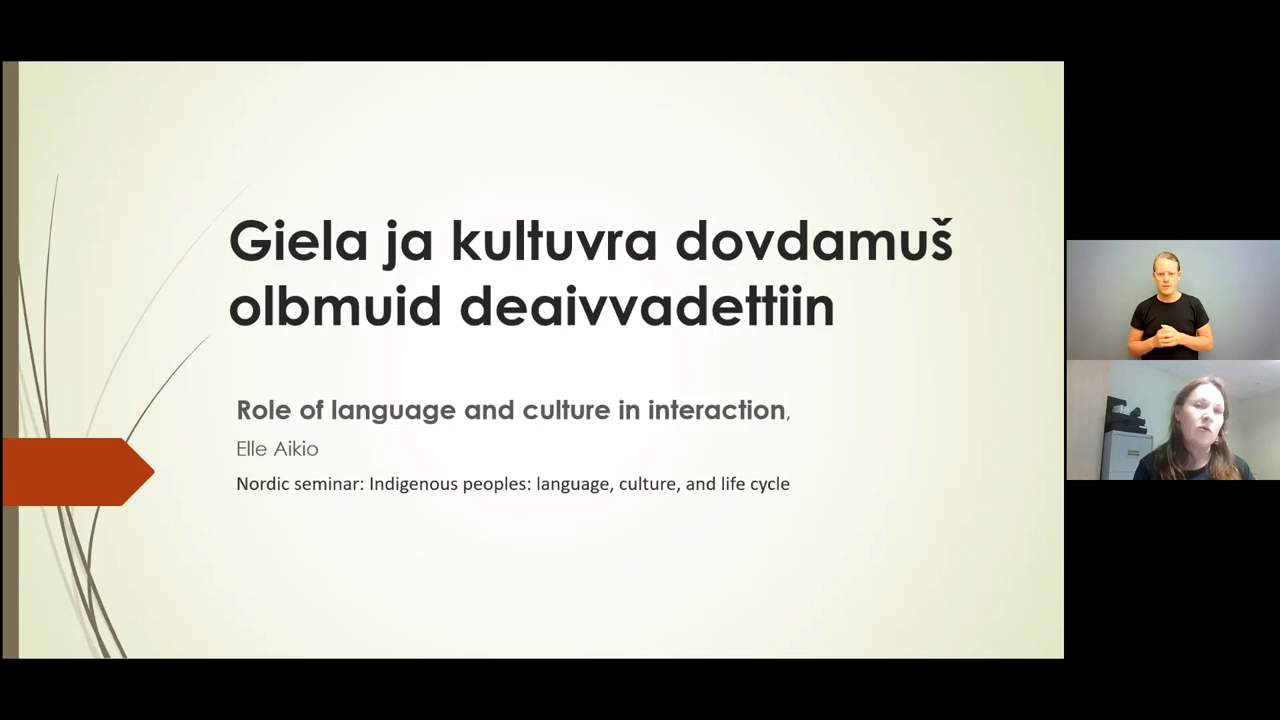 Giela ja kultuvra dovdamuš
olbmuid deaivvadettiin
Role of language and culture in interaction,
Elle Aikio
Nordic seminar: Indigenous peoples: language, culture, and life cycle